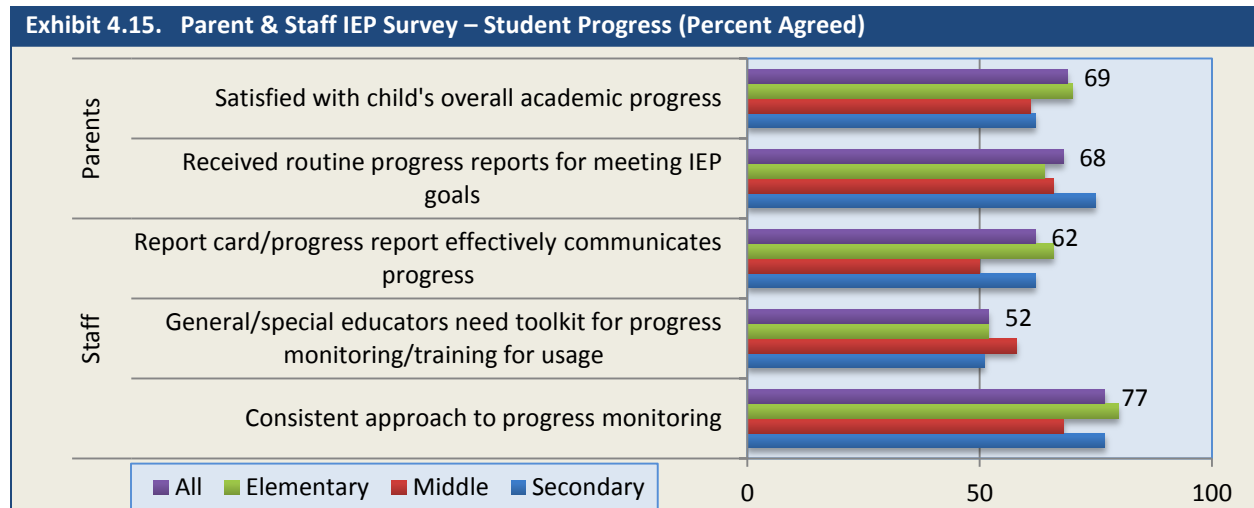 Exhibit 4.15. Parent & Staff IEP Survey – Student Progress (Percent Agreed)
Parents
Satisfied with child's overall academic progress
69
Received routine progress reports for meeting IEP
goals
68
Staff
Report card/progress report effectively communicates
progress
62
General/special educators need toolkit for progress
monitoring/training for usage
52
Consistent approach to progress monitoring
77
All Elementary Middle Secondary
0 50 100